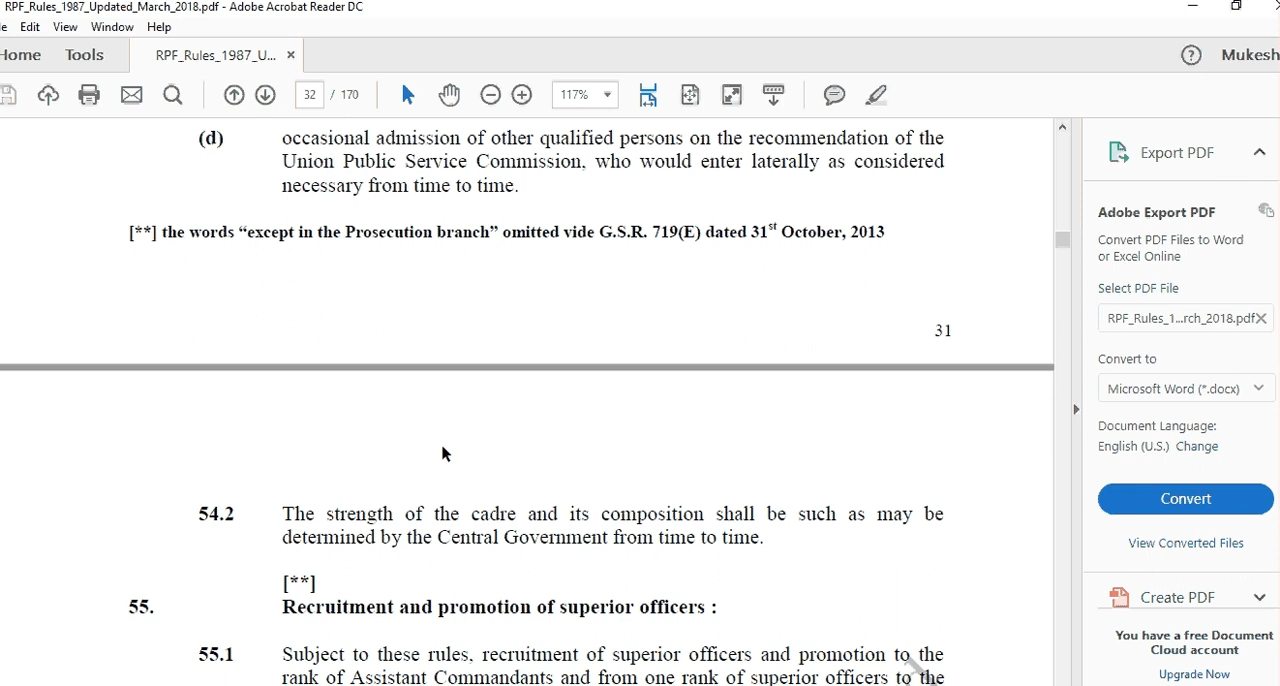 RPF_Rules_1987_Updated_March_2018.pdf - Adobe Acrobat Reader DC
Edit View Window Help
Home Tools RPF_Rules_1987_U... × Mukesh
32 / 170 117%
(d) occasional admission of other qualified persons on the recommendation of the
Union Public Service Commission, who would enter laterally as considered
necessary from time to time.
[**] the words “except in the Prosecution branch” omitted vide G.S.R. 719(E) dated 31st October, 2013
31
54.2 The strength of the cadre and its composition shall be such as may be
determined by the Central Government from time to time.
[**]
55. Recruitment and promotion of superior officers :
55.1 Subject to these rules, recruitment of superior officers and promotion to the
rank of Assistant Commandants and from one rank of superior officers to the
Export PDF
Adobe Export PDF
Convert PDF Files to Word
or Excel Online
Select PDF File
RPF_Rules_1...rch_2018.pdf ×
Convert to
Microsoft Word (*.docx)
Document Language:
English (U.S.) Change
Convert
View Converted Files
Create PDF
You have a free Document
Cloud account
Upgrade Now